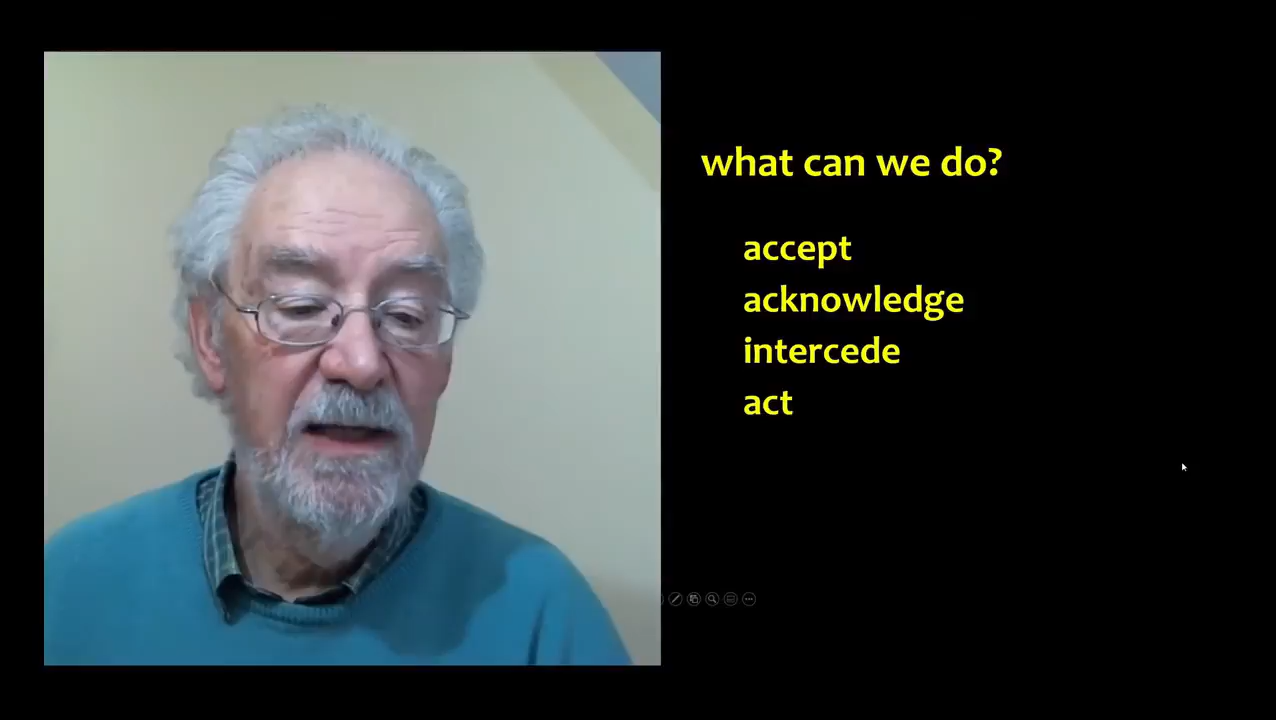 what can we do?
accept
acknowledge
intercede
act